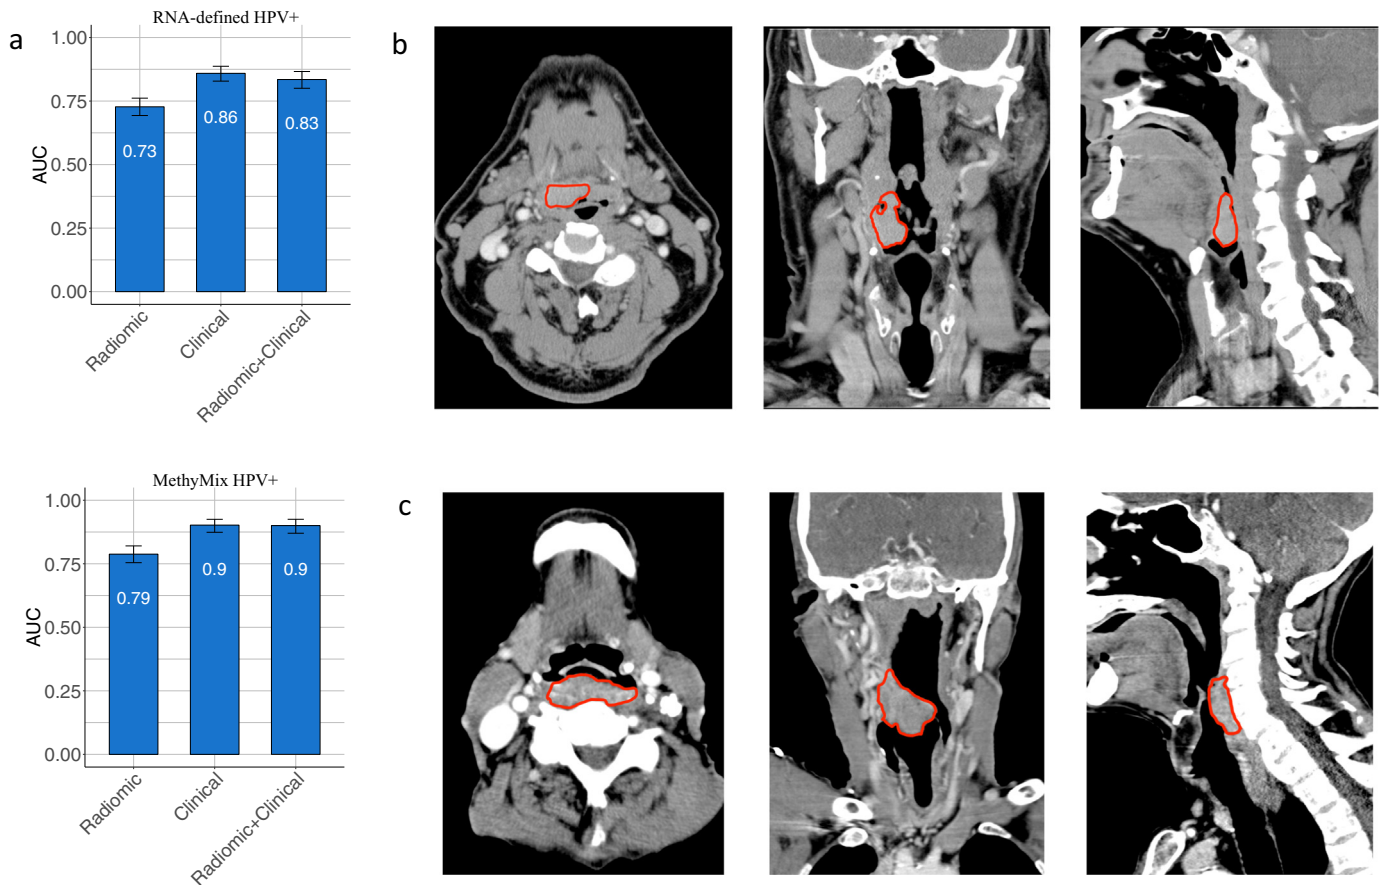 a
RNA-defined HPV+
1.00
0.75
0.50
0.25
0.00
AUC
0.73
0.86
0.83
Radiomic
Clinical
Radiomic+Clinical
b
MethyMix HPV+
1.00
0.75
0.50
0.25
0.00
AUC
0.79
0.9
0.9
Radiomic
Clinical
Radiomic+Clinical
c